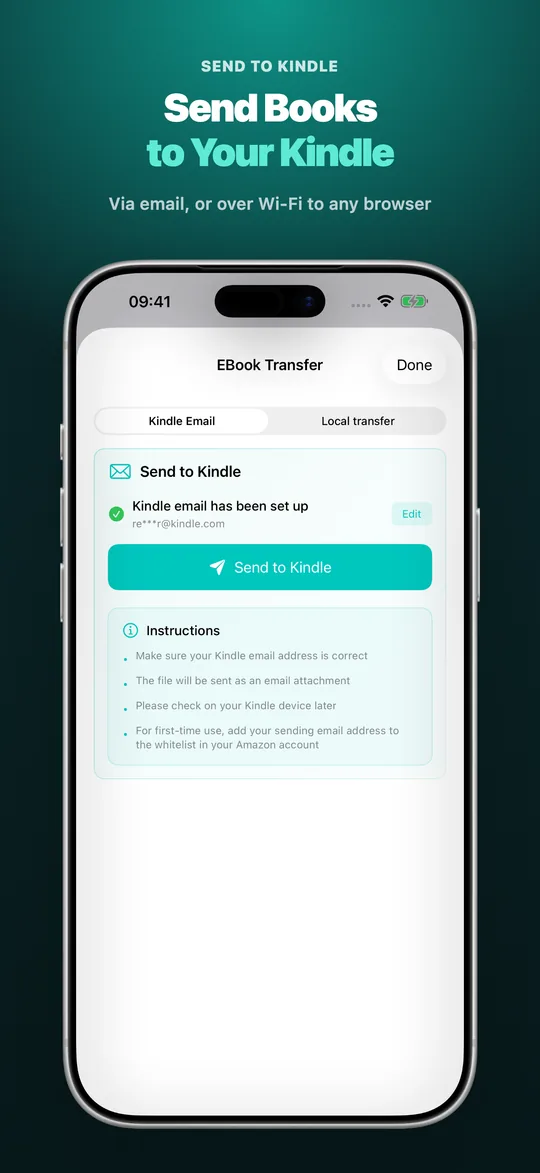 SEND TO KINDLE
Send Books
to Your Kindle
Via email, or over Wi-Fi to any browser
09:41
EBook Transfer
Done
Kindle Email
Local transfer
Send to Kindle
Kindle email has been set up
re***r@kindle.com
Edit
Send to Kindle
Instructions
• Make sure your Kindle email address is correct
• The file will be sent as an email attachment
• Please check on your Kindle device later
• For first-time use, add your sending email address to
the whitelist in your Amazon account